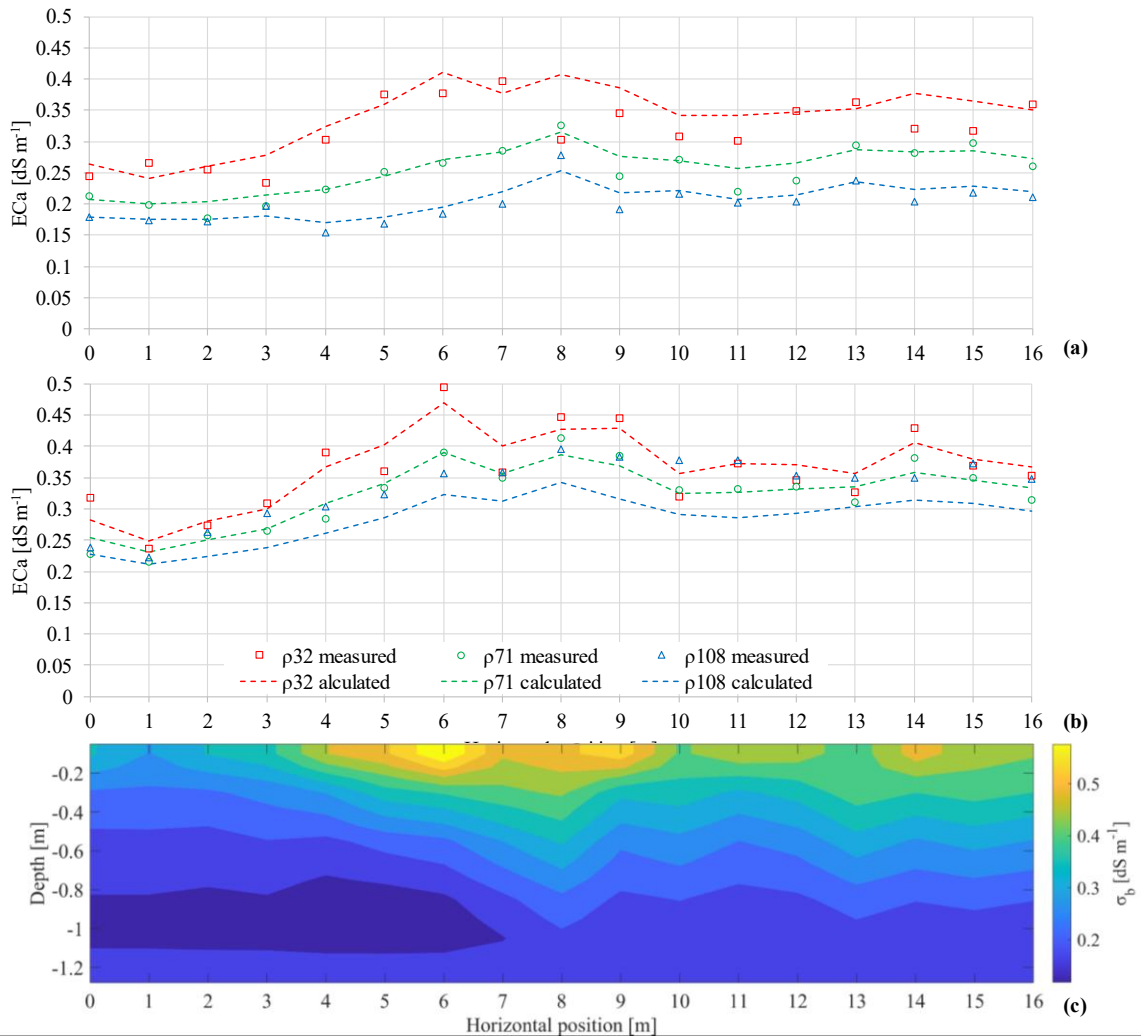 0.5
0.45
0.4
0.35
0.3
0.25
0.2
0.15
0.1
0.05
0
ECa [dS m⁻¹]
0 1 2 3 4 5 6 7 8 9 10 11 12 13 14 15 16
(a)
0.5
0.45
0.4
0.35
0.3
0.25
0.2
0.15
0.1
0.05
0
ECa [dS m⁻¹]
ρ32 measured ρ71 measured ρ108 measured
ρ32 alculated ρ71 calculated ρ108 calculated
0 1 2 3 4 5 6 7 8 9 10 11 12 13 14 15 16
(b)
-0.2
-0.4
-0.6
-0.8
-1
-1.2
Depth [m]
0.5
0.4
0.3
0.2
σb [dS m⁻¹]
0 1 2 3 4 5 6 7 8 9 10 11 12 13 14 15 16
(c)
Horizontal position [m]